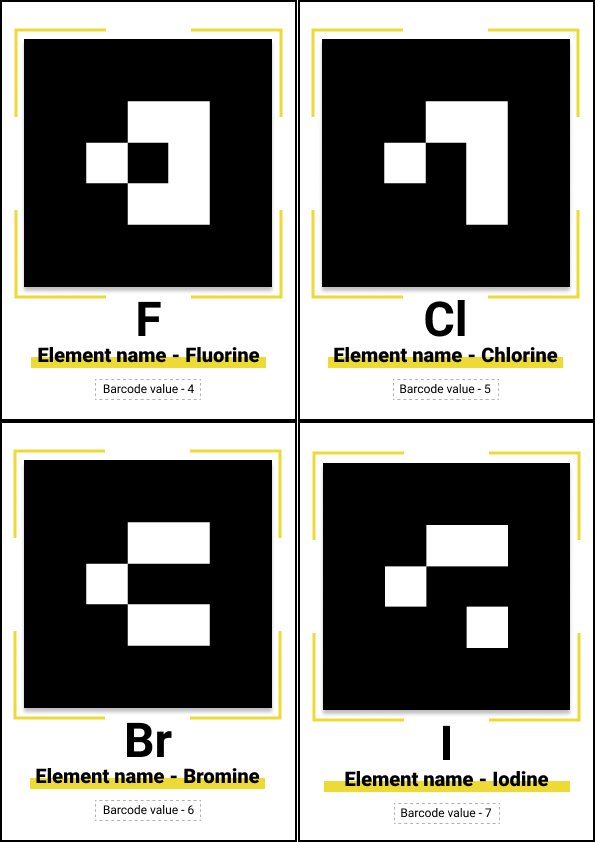 F
Element name - Fluorine
Barcode value - 4
Cl
Element name - Chlorine
Barcode value - 5
Br
Element name - Bromine
Barcode value - 6
I
Element name - Iodine
Barcode value - 7